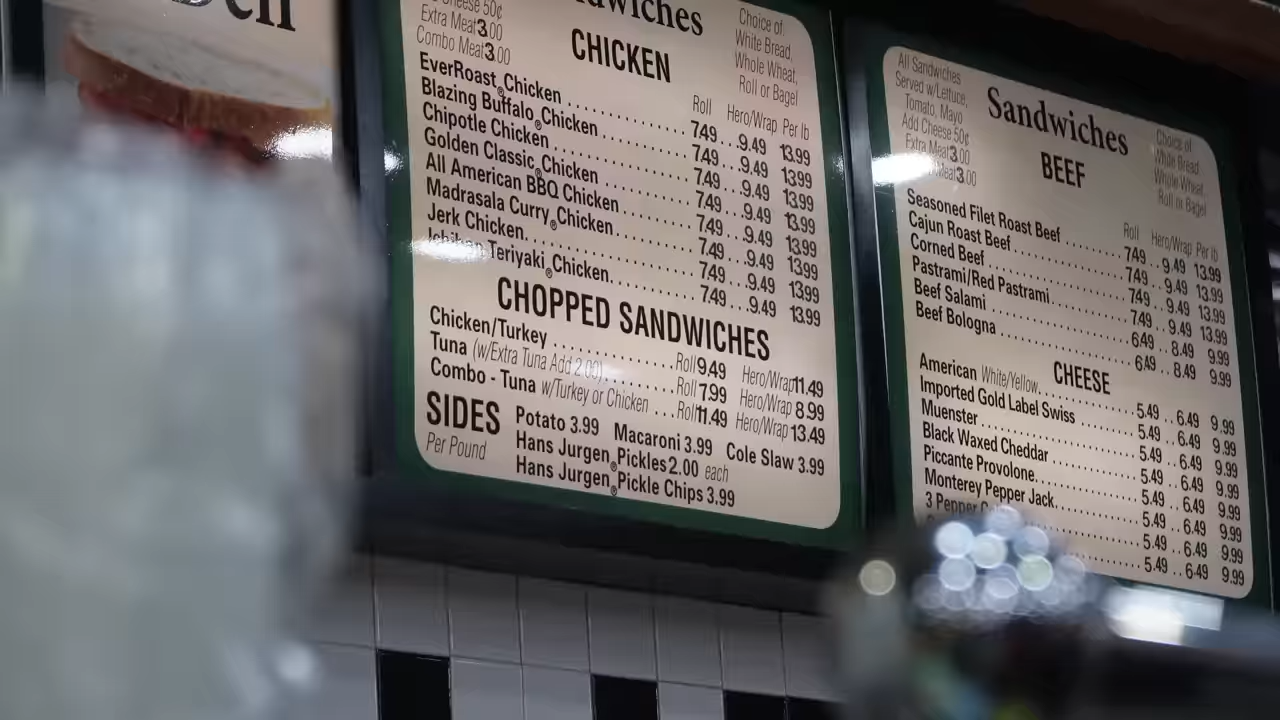 Deli
Sandwiches
Cheese 50¢
Extra Meat 3.00
Combo Meat 3.00
CHICKEN
Choice of:
White Bread,
Whole Wheat,
Roll or Bagel
Roll Hero/Wrap Per lb
EverRoast® Chicken 7.49 9.49 13.99
Blazing Buffalo® Chicken 7.49 9.49 13.99
Chipotle Chicken 7.49 9.49 13.99
Golden Classic® Chicken 7.49 9.49 13.99
All American BBQ Chicken 7.49 9.49 13.99
Madrasala Curry® Chicken 7.49 9.49 13.99
Jerk Chicken 7.49 9.49 13.99
Teriyaki® Chicken 7.49 9.49 13.99
CHOPPED SANDWICHES
Chicken/Turkey Roll 9.49 Hero/Wrap 11.49
Tuna (w/Extra Tuna Add 2.00) Roll 7.99 Hero/Wrap 8.99
Combo - Tuna w/Turkey or Chicken Roll 11.49 Hero/Wrap 13.49
SIDES
Per Pound
Potato 3.99 Macaroni 3.99 Cole Slaw 3.99
Hans Jurgen® Pickles 2.00 each
Hans Jurgen® Pickle Chips 3.99
All Sandwiches
Served w/Lettuce,
Tomato, Mayo
Add Cheese 50¢
Extra Meat 3.00
Meat 3.00
Sandwiches
BEEF
Choice of
White Bread
Whole Wheat,
Roll or Bagel
Roll Hero/Wrap Per lb
Seasoned Filet Roast Beef 7.49 9.49 13.99
Cajun Roast Beef 7.49 9.49 13.99
Corned Beef 7.49 9.49 13.99
Pastrami/Red Pastrami 7.49 9.49 13.99
Beef Salami 6.49 8.49 9.99
Beef Bologna 6.49 8.49 9.99
CHEESE
American White/Yellow 5.49 6.49 9.99
Imported Gold Label Swiss 5.49 6.49 9.99
Muenster 5.49 6.49 9.99
Black Waxed Cheddar 5.49 6.49 9.99
Piccante Provolone 5.49 6.49 9.99
Monterey Pepper Jack 5.49 6.49 9.99
3 Pepper 5.49 6.49 9.99
5.49 6.49 9.99